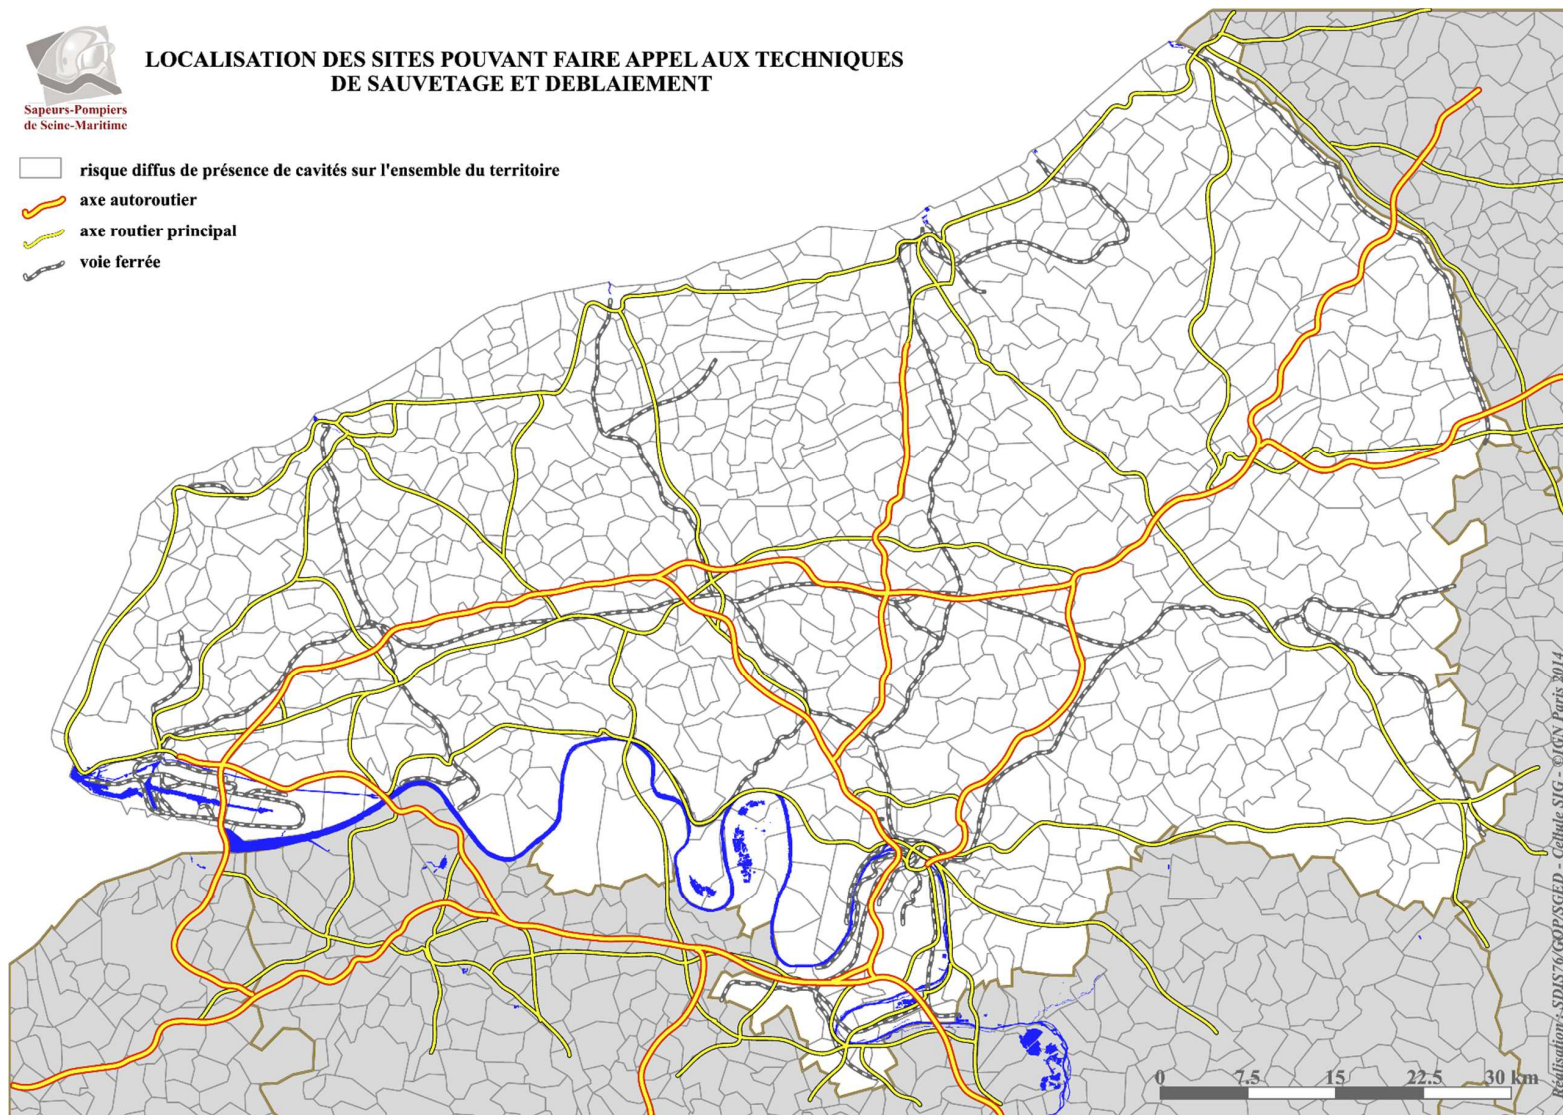 LOCALISATION DES SITES POUVANT FAIRE APPEL AUX TECHNIQUES
DE SAUVETAGE ET DEBLAIEMENT
Sapeurs-Pompiers
de Seine-Maritime
risque diffus de présence de cavités sur l'ensemble du territoire
axe autoroutier
axe routier principal
voie ferrée
0 7.5 15 22.5 30 km
Réalisation : SDIS76/GOP/SGED - Cellule SIG - © IGN Paris 2014